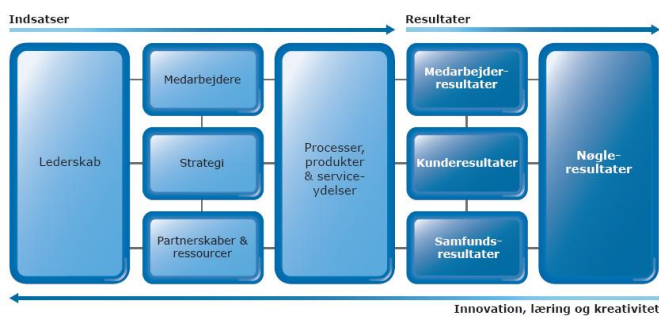 Indsatser
Resultater
Lederskab
Medarbejdere
Strategi
Partnerskaber &
ressourcer
Processer,
produkter
& service-
ydelser
Medarbejder-
resultater
Kunderesultater
Samfunds-
resultater
Nøgle-
resultater
Innovation, læring og kreativitet